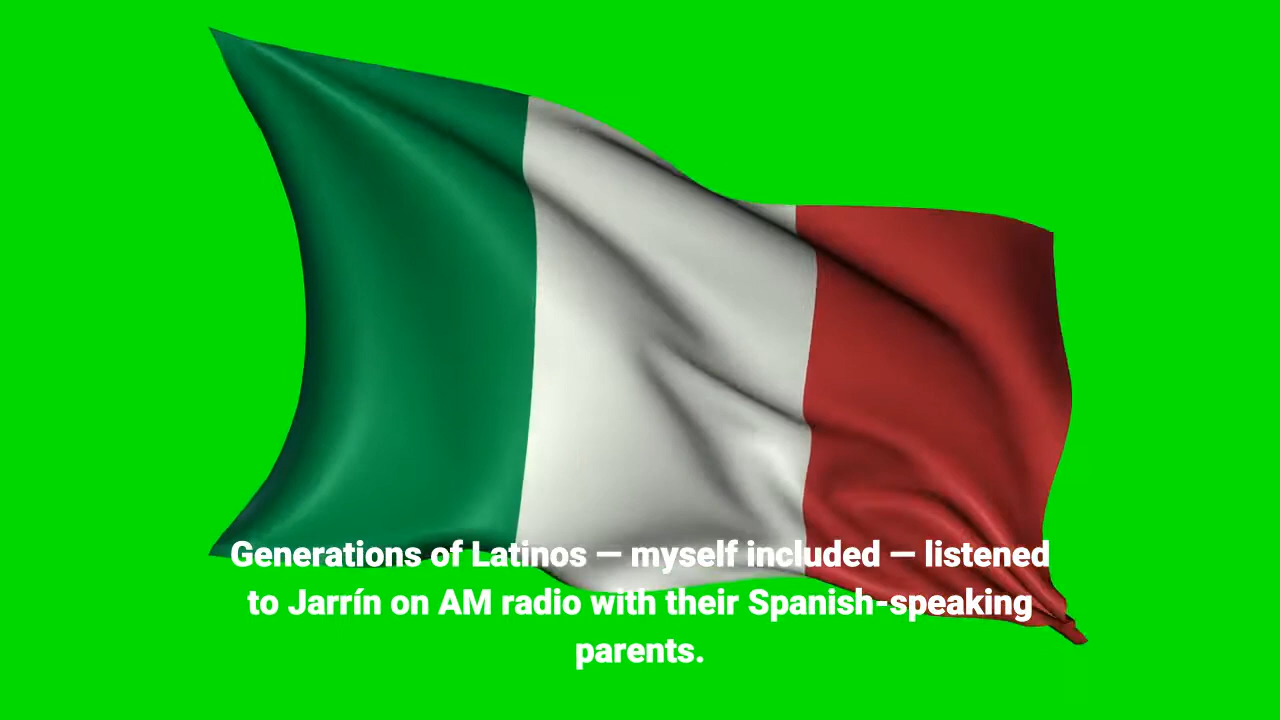 Generations of Latinos — myself included — listened
to Jarrín on AM radio with their Spanish-speaking
parents.